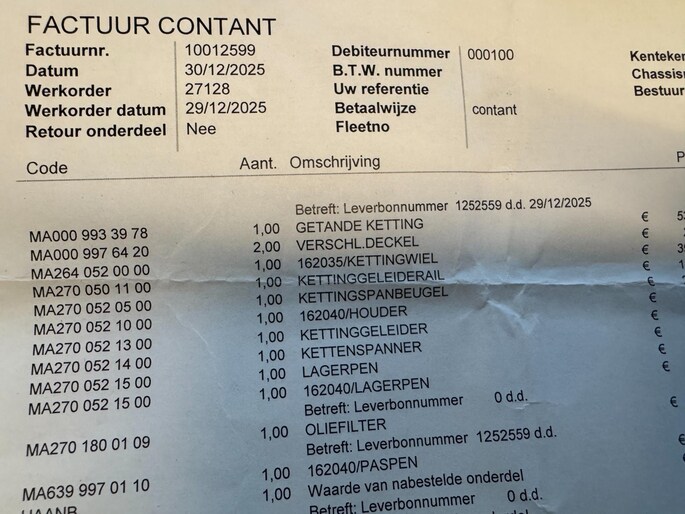 FACTUUR CONTANT
Factuurnr. 10012599 Debiteurnummer 000100
Datum 30/12/2025 B.T.W. nummer
Werkorder 27128 Uw referentie
Werkorder datum 29/12/2025 Betaalwijze contant
Retour onderdeel Nee Fleetno
Kenteke
Chassis
Bestuur
Code Aant. Omschrijving P
Betreft: Leverbonnummer 1252559 d.d. 29/12/2025
MA000 993 39 78 1,00 GETANDE KETTING €
MA000 997 64 20 2,00 VERSCHL.DECKEL €
MA264 052 00 00 1,00 162035/KETTINGWIEL €
MA270 050 11 00 1,00 KETTINGGELEIDERAIL €
MA270 052 05 00 1,00 KETTINGSPANBEUGEL €
MA270 052 10 00 1,00 162040/HOUDER €
MA270 052 13 00 1,00 KETTINGGELEIDER €
MA270 052 14 00 1,00 KETTENSPANNER €
MA270 052 15 00 1,00 LAGERPEN €
MA270 052 15 00 1,00 162040/LAGERPEN
Betreft: Leverbonnummer 0 d.d.
MA270 180 01 09 1,00 OLIEFILTER €
Betreft: Leverbonnummer 1252559 d.d.
MA639 997 01 10 1,00 162040/PASPEN €
1,00 Waarde van nabestelde onderdel
Betreft: Leverbonnummer 0 d.d.